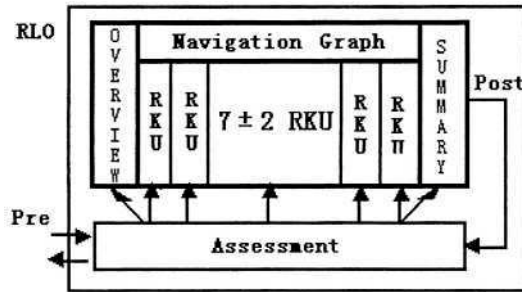 RLO
OVERVIEW
Navigation Graph
SUMMARY
RKU
RKU
7±2 RKU
RKU
RKU
Post
Pre
Assessment